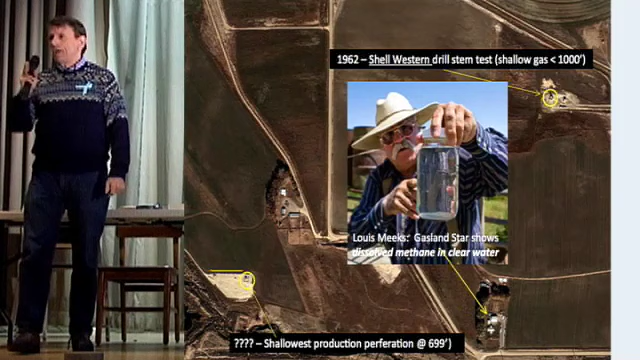 1962 – Shell Western drill stem test (shallow gas < 1000’)
Louis Meeks: Gasland Star shows
dissolved methane in clear water
???? – Shallowest production perferation @ 699’)